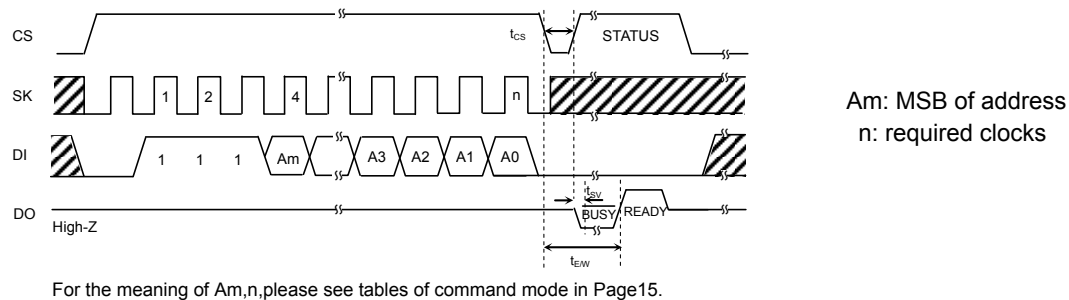 CS
tCS
STATUS
SK
1 2 4 n
DI
1 1 1 Am A3 A2 A1 A0
tSV
DO
BUSY READY
High-Z
tE/W
Am: MSB of address
n: required clocks
For the meaning of Am,n,please see tables of command mode in Page15.